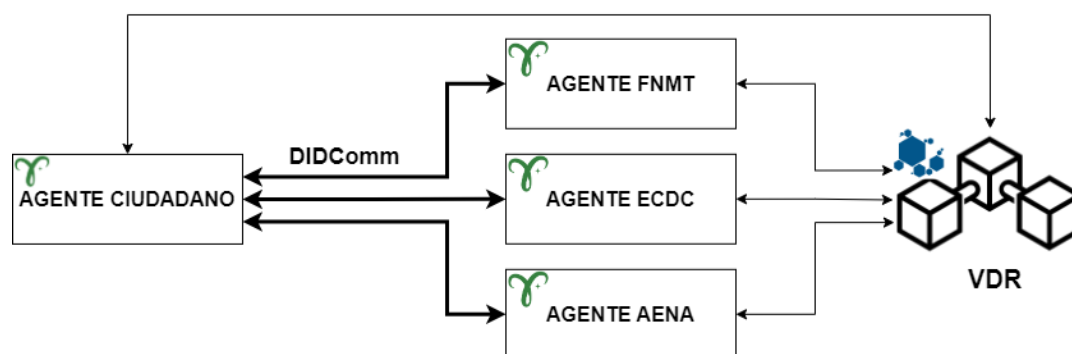 AGENTE FNMT
DIDComm
AGENTE CIUDADANO
AGENTE ECDC
VDR
AGENTE AENA